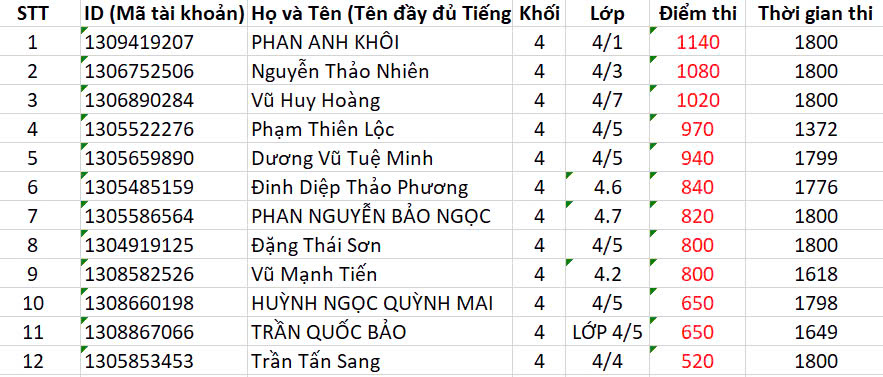 STT ID (Mã tài khoản) Họ và Tên (Tên đầy đủ Tiếng Khối Lớp Điểm thi Thời gian thi
1 1309419207 PHAN ANH KHÔI 4 4/1 1140 1800
2 1306752506 Nguyễn Thảo Nhiên 4 4/3 1080 1800
3 1306890284 Vũ Huy Hoàng 4 4/7 1020 1800
4 1305522276 Phạm Thiên Lộc 4 4/5 970 1372
5 1305659890 Dương Vũ Tuệ Minh 4 4/5 940 1799
6 1305485159 Đinh Diệp Thảo Phương 4 4.6 840 1776
7 1305586564 PHAN NGUYỄN BẢO NGỌC 4 4.7 820 1800
8 1304919125 Đặng Thái Sơn 4 4/5 800 1800
9 1308582526 Vũ Mạnh Tiến 4 4.2 800 1618
10 1308660198 HUỲNH NGỌC QUỲNH MAI 4 4/5 650 1798
11 1308867066 TRẦN QUỐC BẢO 4 LỚP 4/5 650 1649
12 1305853453 Trần Tấn Sang 4 4/4 520 1800